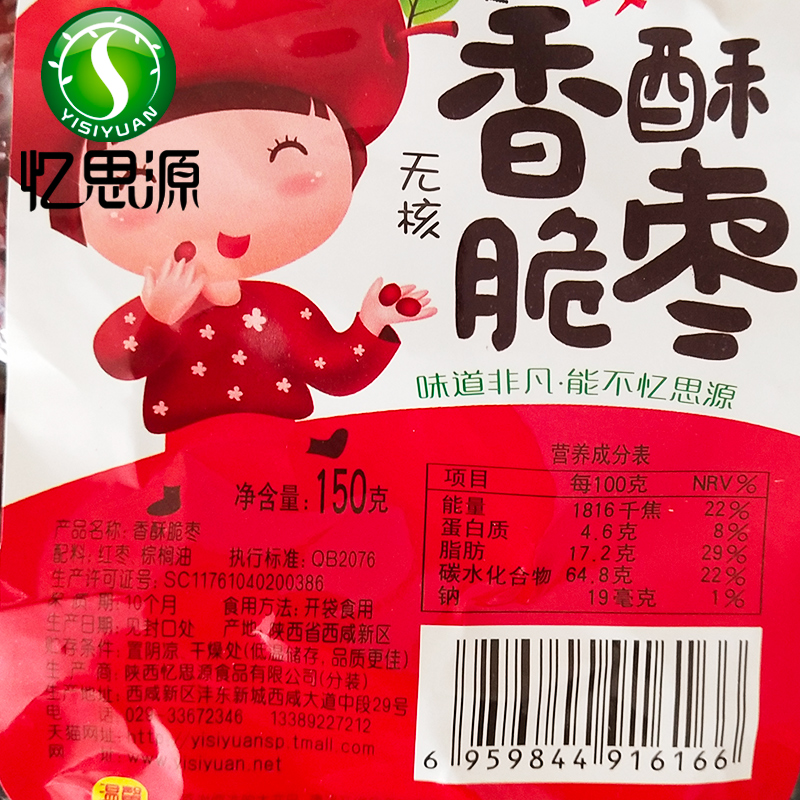 YISIYUAN
忆思源
香酥
脆枣
无核
味道非凡·能不忆思源
净含量:150克
产品名称:香酥脆枣
配料:红枣、棕榈油 执行标准:QB2076
生产许可证号:SC11761040200386
保质期:10个月 食用方法:开袋食用
生产日期:见封口处 产地:陕西省西咸新区
贮存条件:置阴凉、干燥处(低温储存,品质更佳)
生产商:陕西忆思源食品有限公司(分装)
生产地址:西咸新区沣东新城西咸大道中段29号
电话:029-33672346 13389227212
天猫网址:http://yisiyuansp.tmall.com
网址:www.yisiyuan.net
温馨
营养成分表
项目 每100克 NRV%
能量 1816千焦 22%
蛋白质 4.6克 8%
脂肪 17.2克 29%
碳水化合物 64.8克 22%
钠 19毫克 1%
6 959844 916166